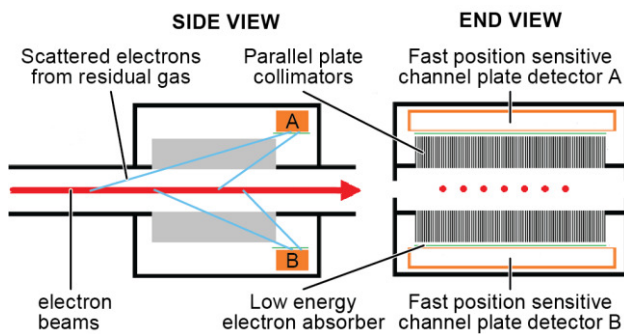 SIDE VIEW
END VIEW
Scattered electrons
from residual gas
Parallel plate
collimators
Fast position sensitive
channel plate detector A
A
B
electron
beams
Low energy
electron absorber
Fast position sensitive
channel plate detector B